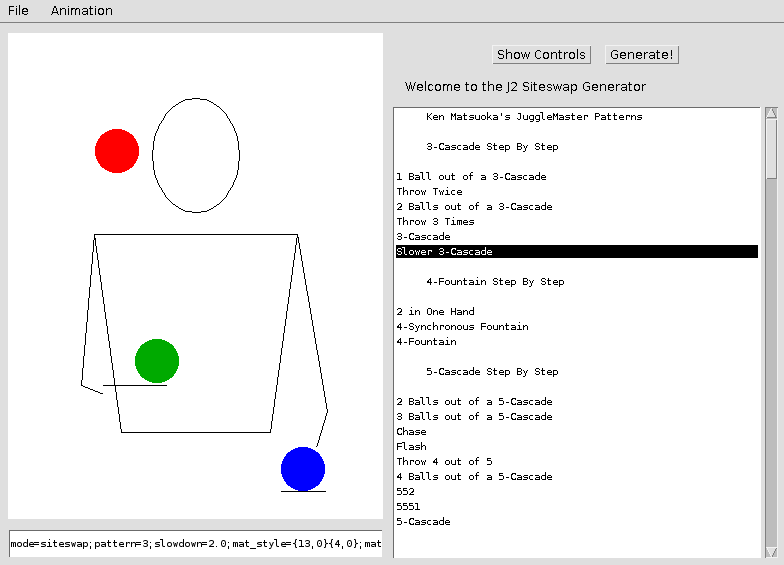 File Animation
Show Controls Generate!
Welcome to the J2 Siteswap Generator
Ken Matsuoka's JuggleMaster Patterns
3-Cascade Step By Step
1 Ball out of a 3-Cascade
Throw Twice
2 Balls out of a 3-Cascade
Throw 3 Times
3-Cascade
Slower 3-Cascade
4-Fountain Step By Step
2 in One Hand
4-Synchronous Fountain
4-Fountain
5-Cascade Step By Step
2 Balls out of a 5-Cascade
3 Balls out of a 5-Cascade
Chase
Flash
Throw 4 out of 5
4 Balls out of a 5-Cascade
552
5551
5-Cascade
mode=siteswap;pattern=3;slowdown=2.0;mat_style={13,0}{4,0};mat